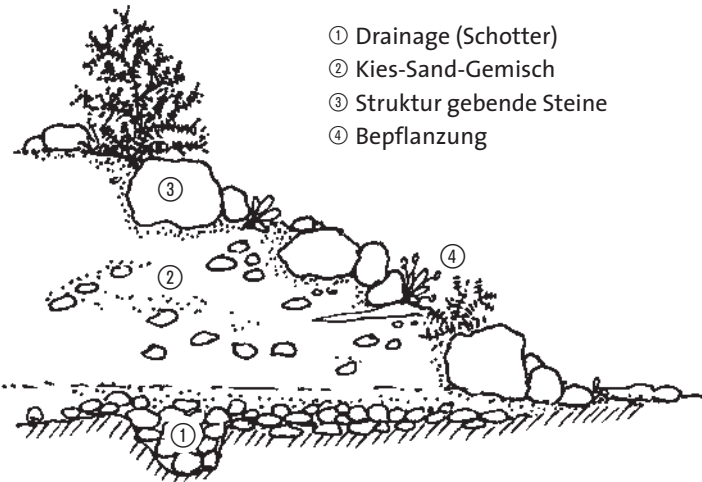 ① Drainage (Schotter)
② Kies-Sand-Gemisch
③ Struktur gebende Steine
④ Bepflanzung
③
④
②
①